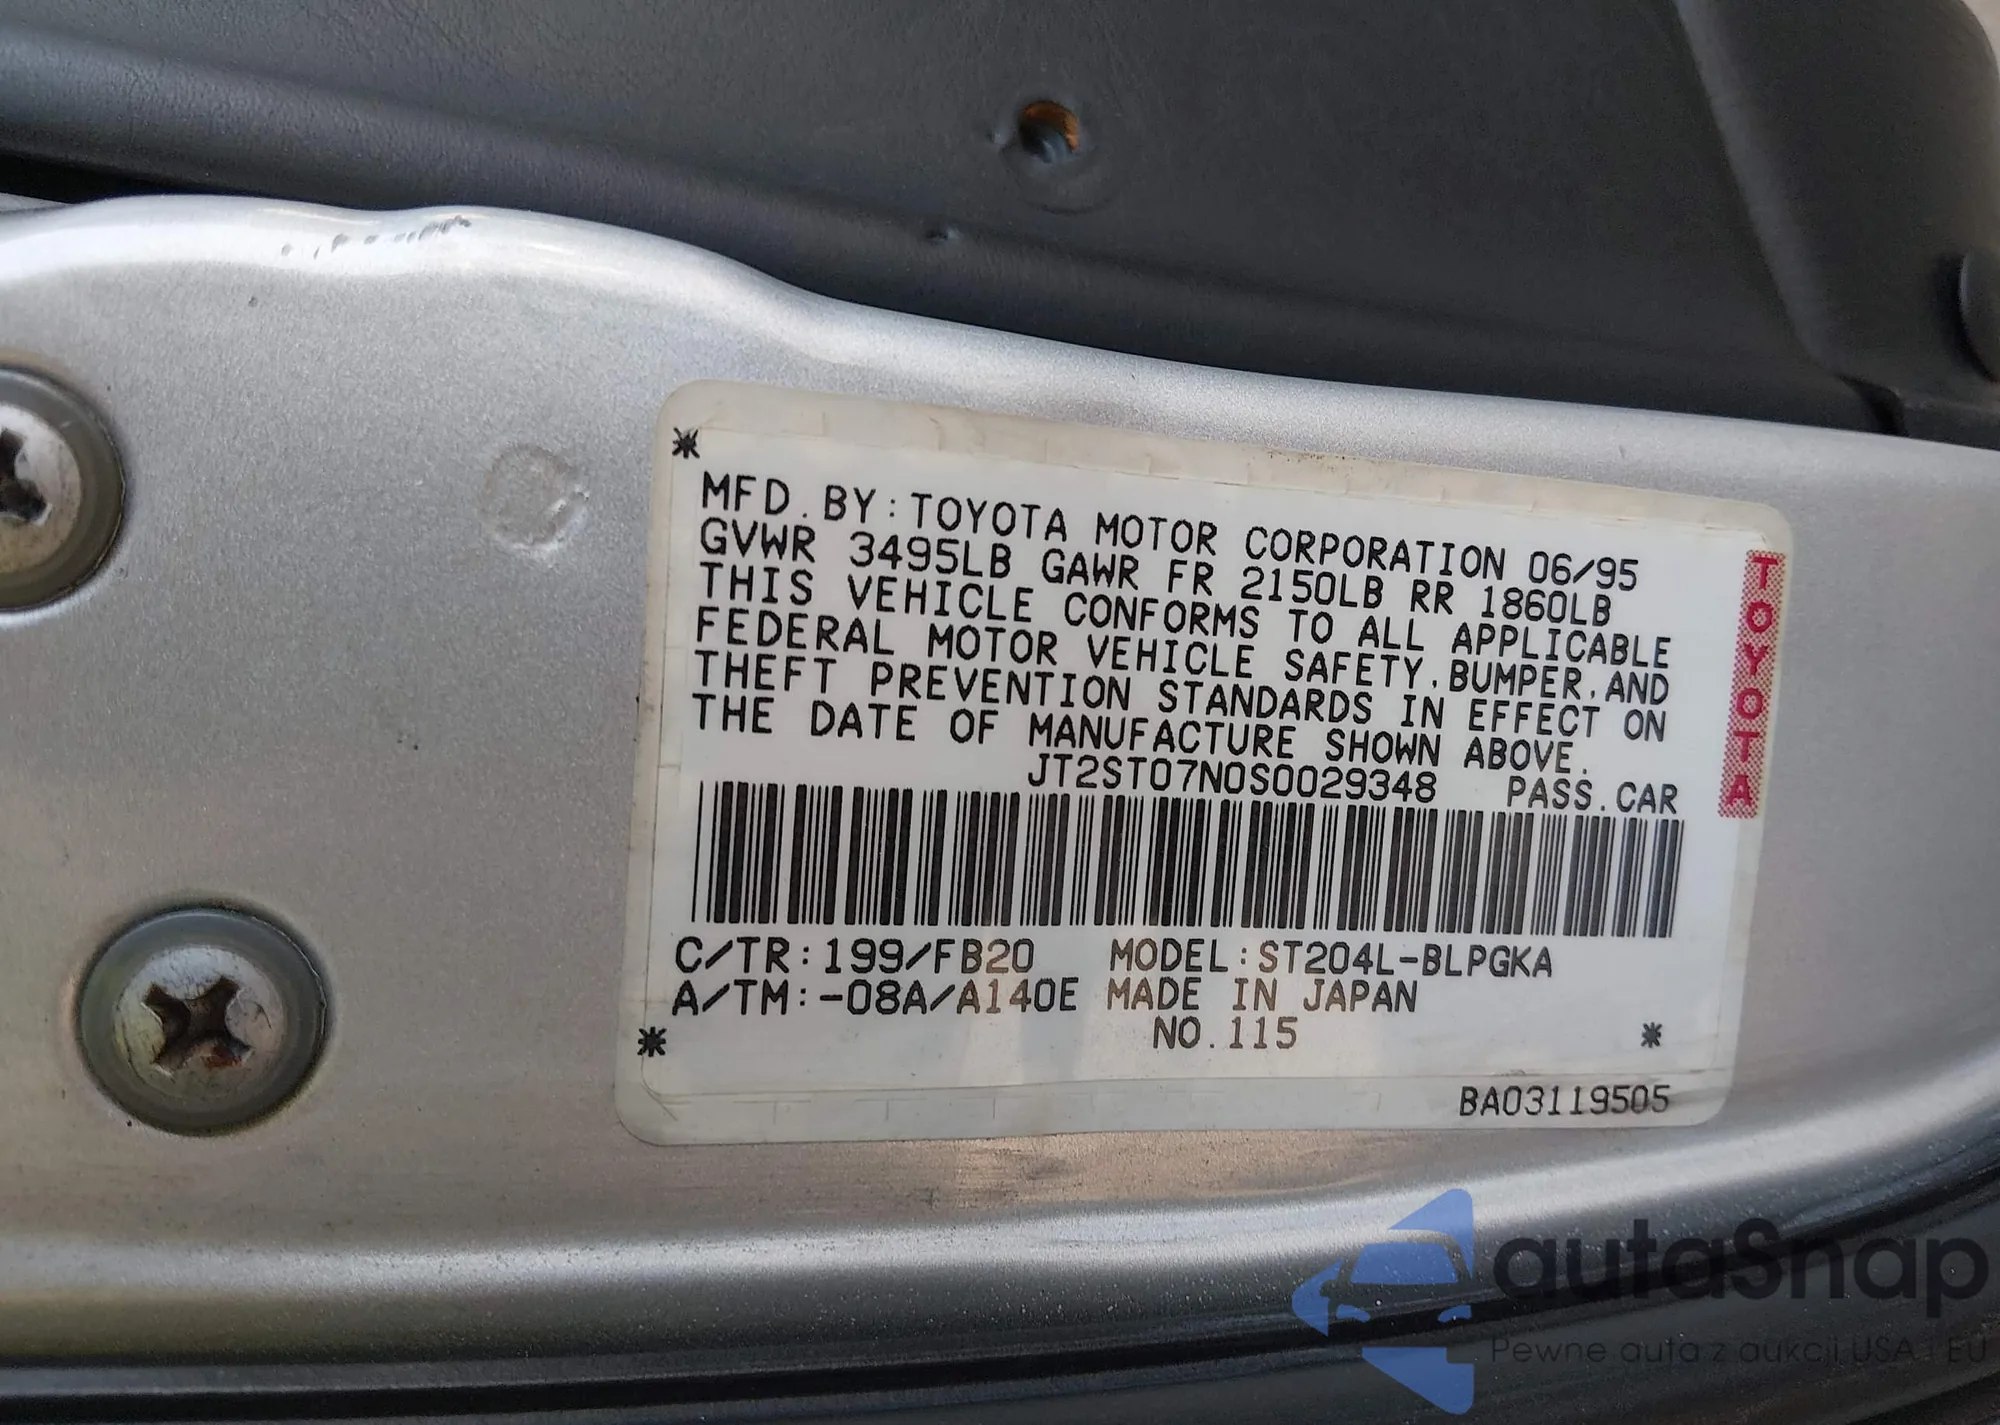 MFD.BY:TOYOTA MOTOR CORPORATION 06/95
GVWR 3495LB GAWR FR 2150LB RR 1860LB
THIS VEHICLE CONFORMS TO ALL APPLICABLE
FEDERAL MOTOR VEHICLE SAFETY,BUMPER,AND
THEFT PREVENTION STANDARDS IN EFFECT ON
THE DATE OF MANUFACTURE SHOWN ABOVE.
JT2ST07N0S0029348 PASS.CAR
C/TR:199/FB20 MODEL:ST204L-BLPGKA
A/TM:-08A/A140E MADE IN JAPAN
NO.115
BA03119505
TOYOTA
autaSnap
Pewne auta z aukcji USA i EU